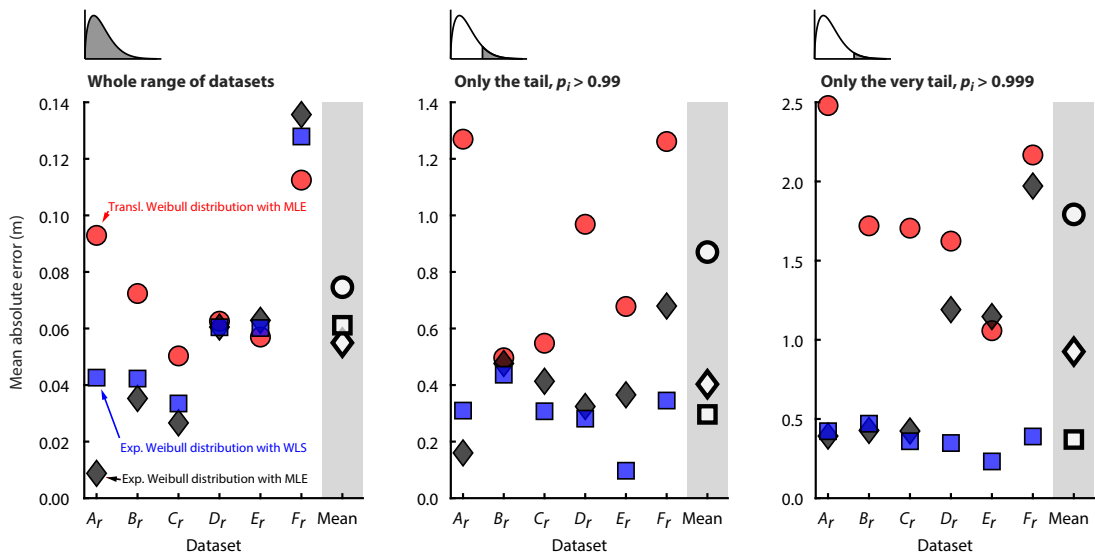 Whole range of datasets
Only the tail, pᵢ > 0.99
Only the very tail, pᵢ > 0.999
Mean absolute error (m)
0.14
0.12
0.10
0.08
0.06
0.04
0.02
0.00
Transl. Weibull distribution with MLE
Exp. Weibull distribution with WLS
Exp. Weibull distribution with MLE
Aᵣ Bᵣ Cᵣ Dᵣ Eᵣ Fᵣ Mean
Dataset
1.4
1.2
1.0
0.8
0.6
0.4
0.2
0.0
Aᵣ Bᵣ Cᵣ Dᵣ Eᵣ Fᵣ Mean
Dataset
2.5
2.0
1.5
1.0
0.5
0.0
Aᵣ Bᵣ Cᵣ Dᵣ Eᵣ Fᵣ Mean
Dataset